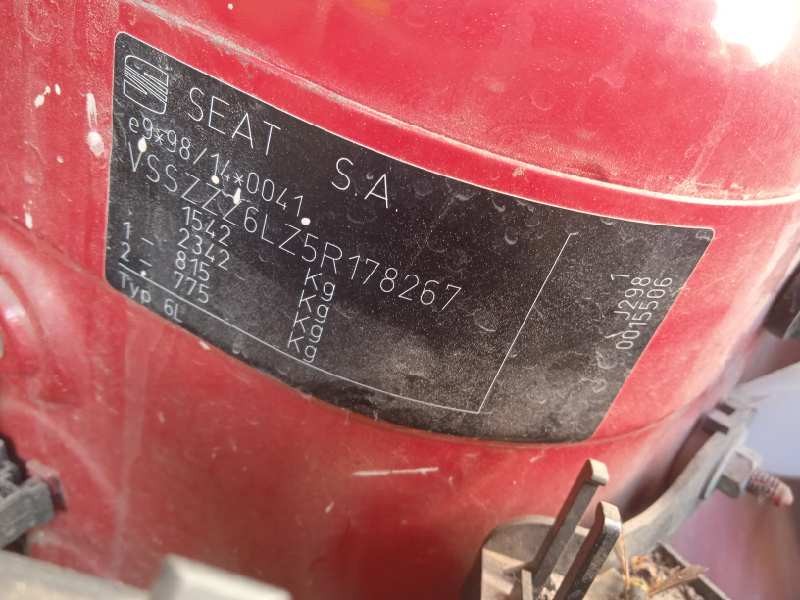 SEAT S.A.
e9*98/14*0041
VSSZZZ6LZ5R178267
1542 Kg
2342 Kg
1 - 815 Kg
2 - 775 Kg
Typ 6L
J298 1
0015506